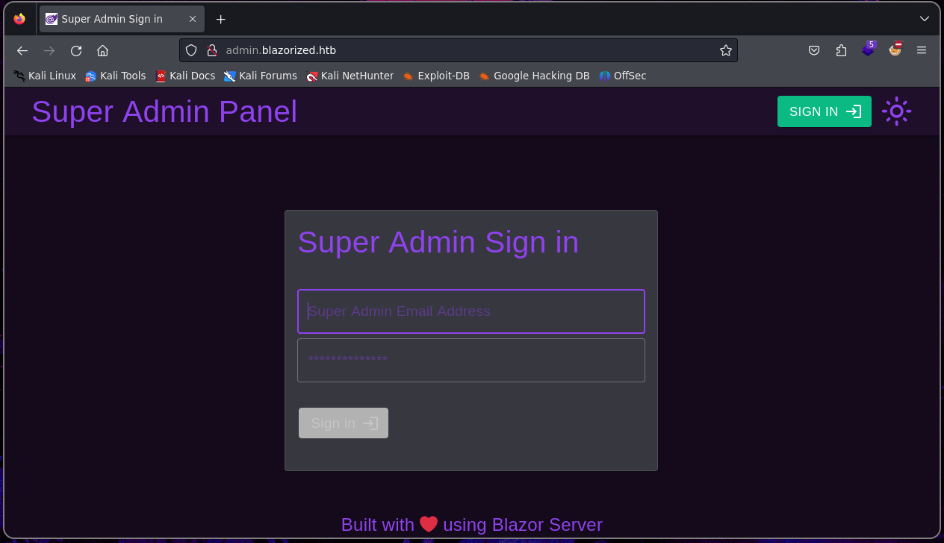 Super Admin Sign in
admin.blazorized.htb
5
Kali Linux Kali Tools Kali Docs Kali Forums Kali NetHunter Exploit-DB Google Hacking DB OffSec
Super Admin Panel
SIGN IN
Super Admin Sign in
Super Admin Email Address
**************
Sign in
Built with ❤ using Blazor Server